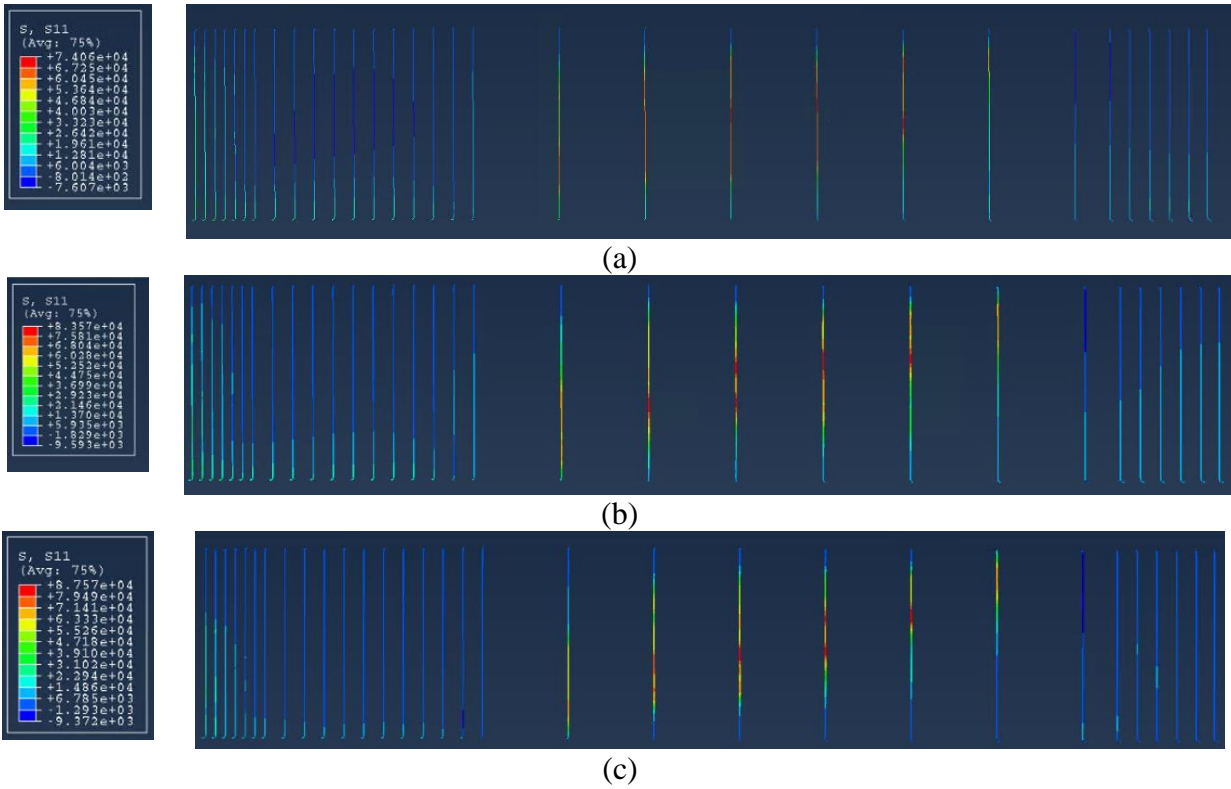 S, S11
(Avg: 75%)
+7.406e+04
+6.725e+04
+6.045e+04
+5.364e+04
+4.684e+04
+4.003e+04
+3.323e+04
+2.642e+04
+1.961e+04
+1.281e+04
+6.004e+03
-8.014e+02
-7.607e+03
(a)
S, S11
(Avg: 75%)
+8.357e+04
+7.581e+04
+6.804e+04
+6.028e+04
+5.252e+04
+4.475e+04
+3.699e+04
+2.923e+04
+2.146e+04
+1.370e+04
+5.935e+03
-1.829e+03
-9.593e+03
(b)
S, S11
(Avg: 75%)
+8.757e+04
+7.949e+04
+7.141e+04
+6.333e+04
+5.526e+04
+4.718e+04
+3.910e+04
+3.102e+04
+2.294e+04
+1.486e+04
+6.785e+03
-1.293e+03
-9.372e+03
(c)